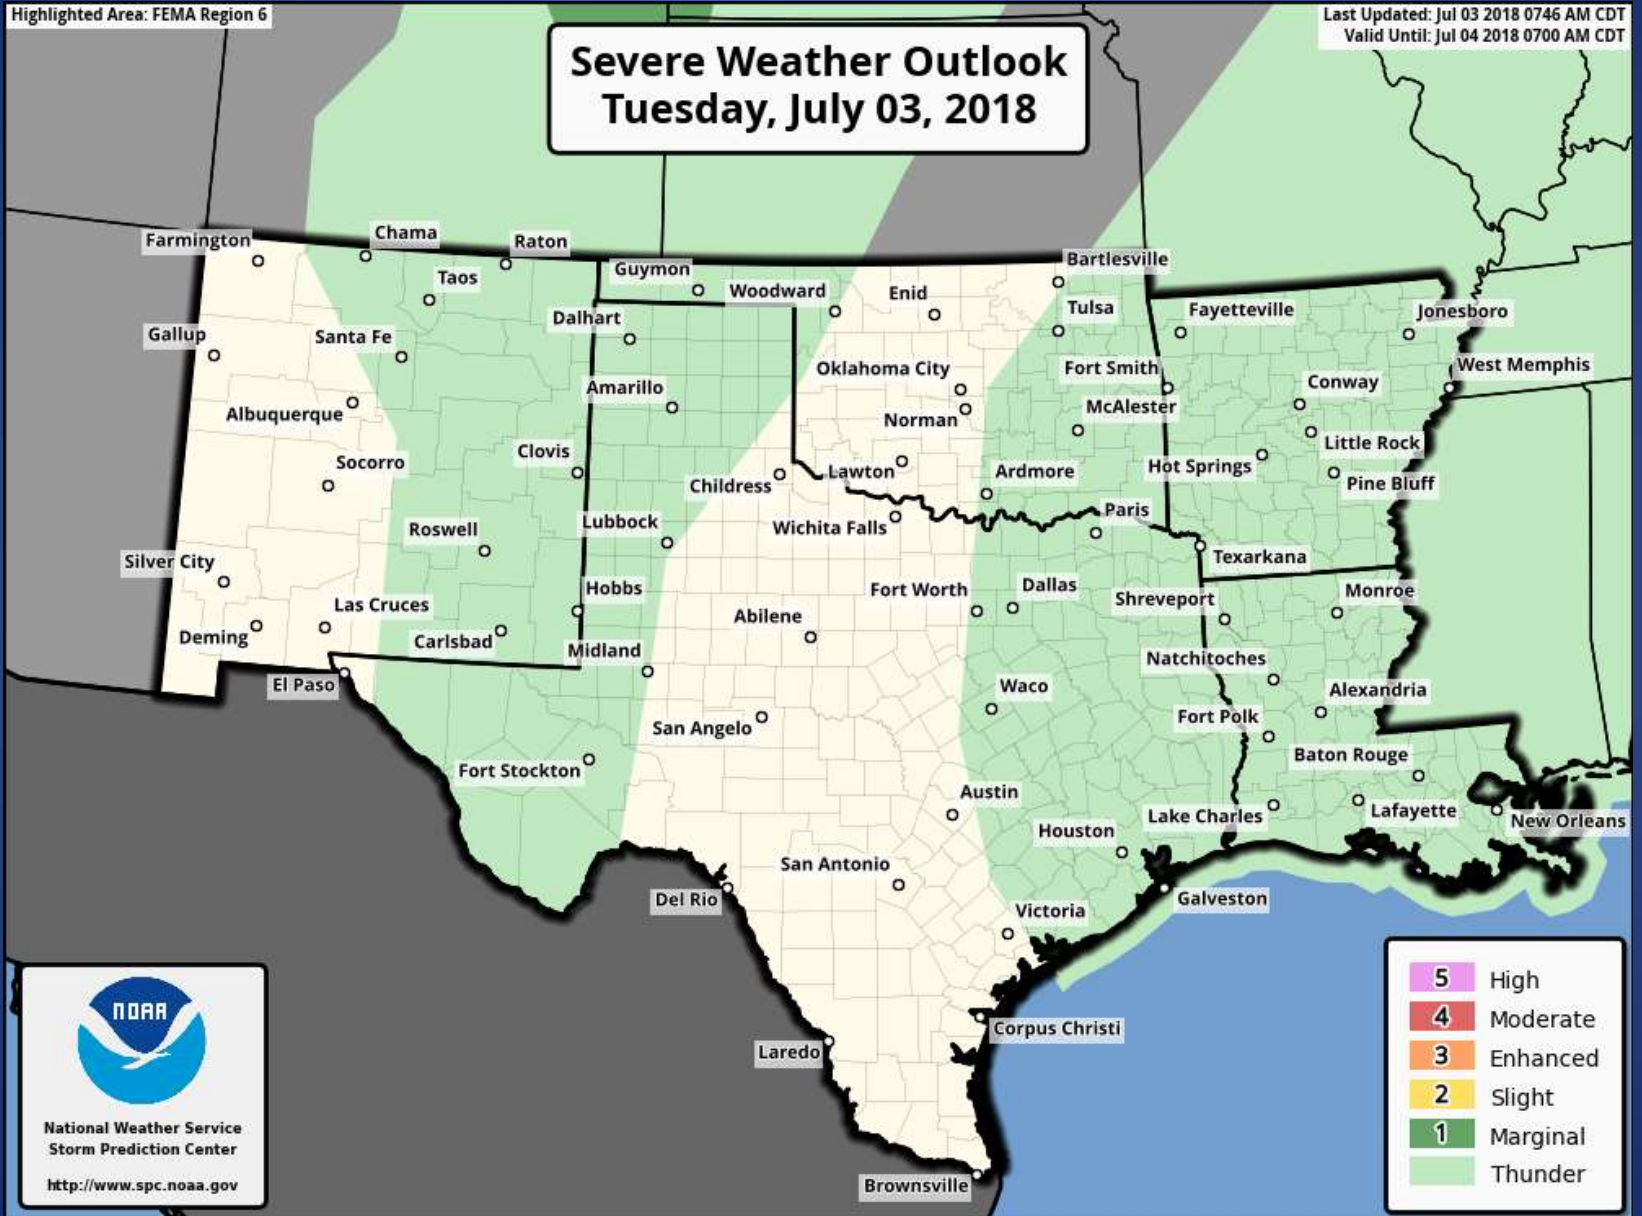 Highlighted Area: FEMA Region 6
Last Updated: Jul 03 2018 0746 AM CDT
Valid Until: Jul 04 2018 0700 AM CDT
Severe Weather Outlook
Tuesday, July 03, 2018
Farmington
Chama
Raton
Taos
Guymon
Woodward
Enid
Bartlesville
Tulsa
Fayetteville
Jonesboro
Gallup
Santa Fe
Dalhart
Oklahoma City
Fort Smith
West Memphis
Albuquerque
Amarillo
Norman
McAlester
Conway
Socorro
Clovis
Childress
Lawton
Ardmore
Hot Springs
Little Rock
Pine Bluff
Roswell
Lubbock
Wichita Falls
Paris
Texarkana
Silver City
Las Cruces
Hobbs
Abilene
Fort Worth
Dallas
Shreveport
Monroe
Deming
Carlsbad
Midland
Natchitoches
El Paso
San Angelo
Waco
Fort Polk
Alexandria
Fort Stockton
Austin
Baton Rouge
Houston
Lake Charles
Lafayette
New Orleans
San Antonio
Del Rio
Victoria
Galveston
Corpus Christi
Laredo
Brownsville
NOAA
National Weather Service
Storm Prediction Center
http://www.spc.noaa.gov
5 High
4 Moderate
3 Enhanced
2 Slight
1 Marginal
Thunder